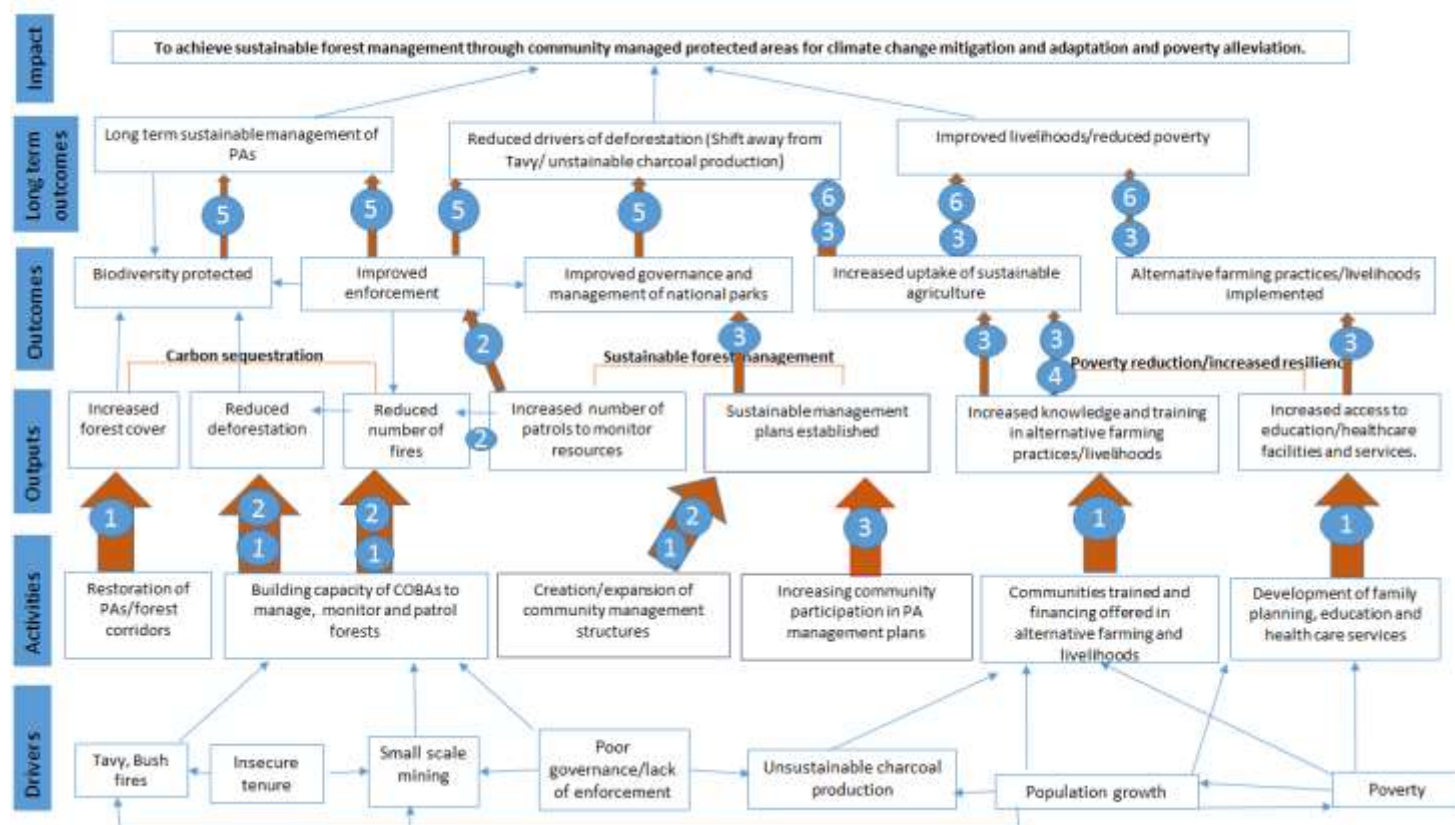 Impact
To achieve sustainable forest management through community managed protected areas for climate change mitigation and adaptation and poverty alleviation.
Long term
outcomes
Long term sustainable management of
PAs
Reduced drivers of deforestation (Shift away from
Tavy/ unstainable charcoal production)
Improved livelihoods/reduced poverty
5
5
5
5
6
3
6
3
6
3
Outcomes
Biodiversity protected
Improved
enforcement
Improved governance and
management of national parks
Increased uptake of sustainable
agriculture
Alternative farming practices/livelihoods
implemented
2
3
3
3
4
3
Carbon sequestration
Sustainable forest management
Poverty reduction/increased resilienc
Outputs
Increased
forest cover
Reduced
deforestation
Reduced
number of
fires
2
Increased number of
patrols to monitor
resources
Sustainable management
plans established
Increased knowledge and training
in alternative farming
practices/livelihoods
Increased access to
education/healthcare
facilities and services.
1
2
1
2
1
2
1
3
1
1
Activities
Restoration of
PAs/forest
corridors
Building capacity of COBAs to
manage, monitor and patrol
forests
Creation/expansion of
community management
structures
Increasing community
participation in PA
management plans
Communities trained and
financing offered in
alternative farming and
livelihoods
Development of family
planning, education and
health care services
Drivers
Tavy, Bush
fires
Insecure
tenure
Small scale
mining
Poor
governance/lack
of enforcement
Unsustainable charcoal
production
Population growth
Poverty